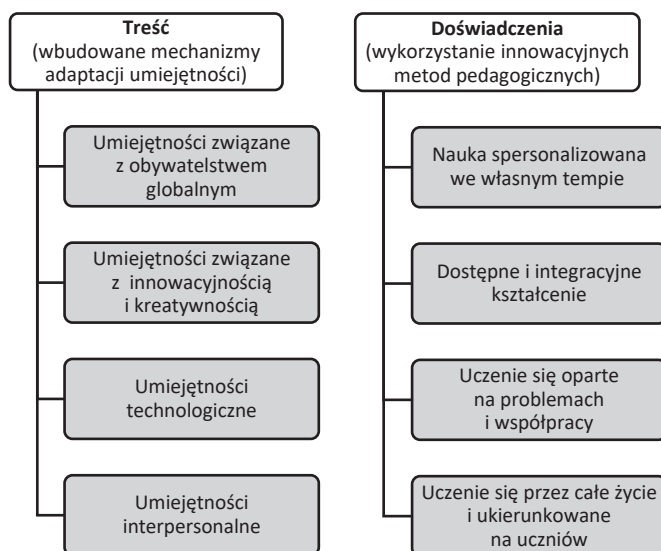 Treść
(wbudowane mechanizmy
adaptacji umiejętności)
Umiejętności związane
z obywatelstwem
globalnym
Umiejętności związane
z innowacyjnością
i kreatywnością
Umiejętności
technologiczne
Umiejętności
interpersonalne
Doświadczenia
(wykorzystanie innowacyjnych
metod pedagogicznych)
Nauka spersonalizowana
we własnym tempie
Dostępne i integracyjne
kształcenie
Uczenie się oparte
na problemach
i współpracy
Uczenie się przez całe życie
i ukierunkowane
na uczniów